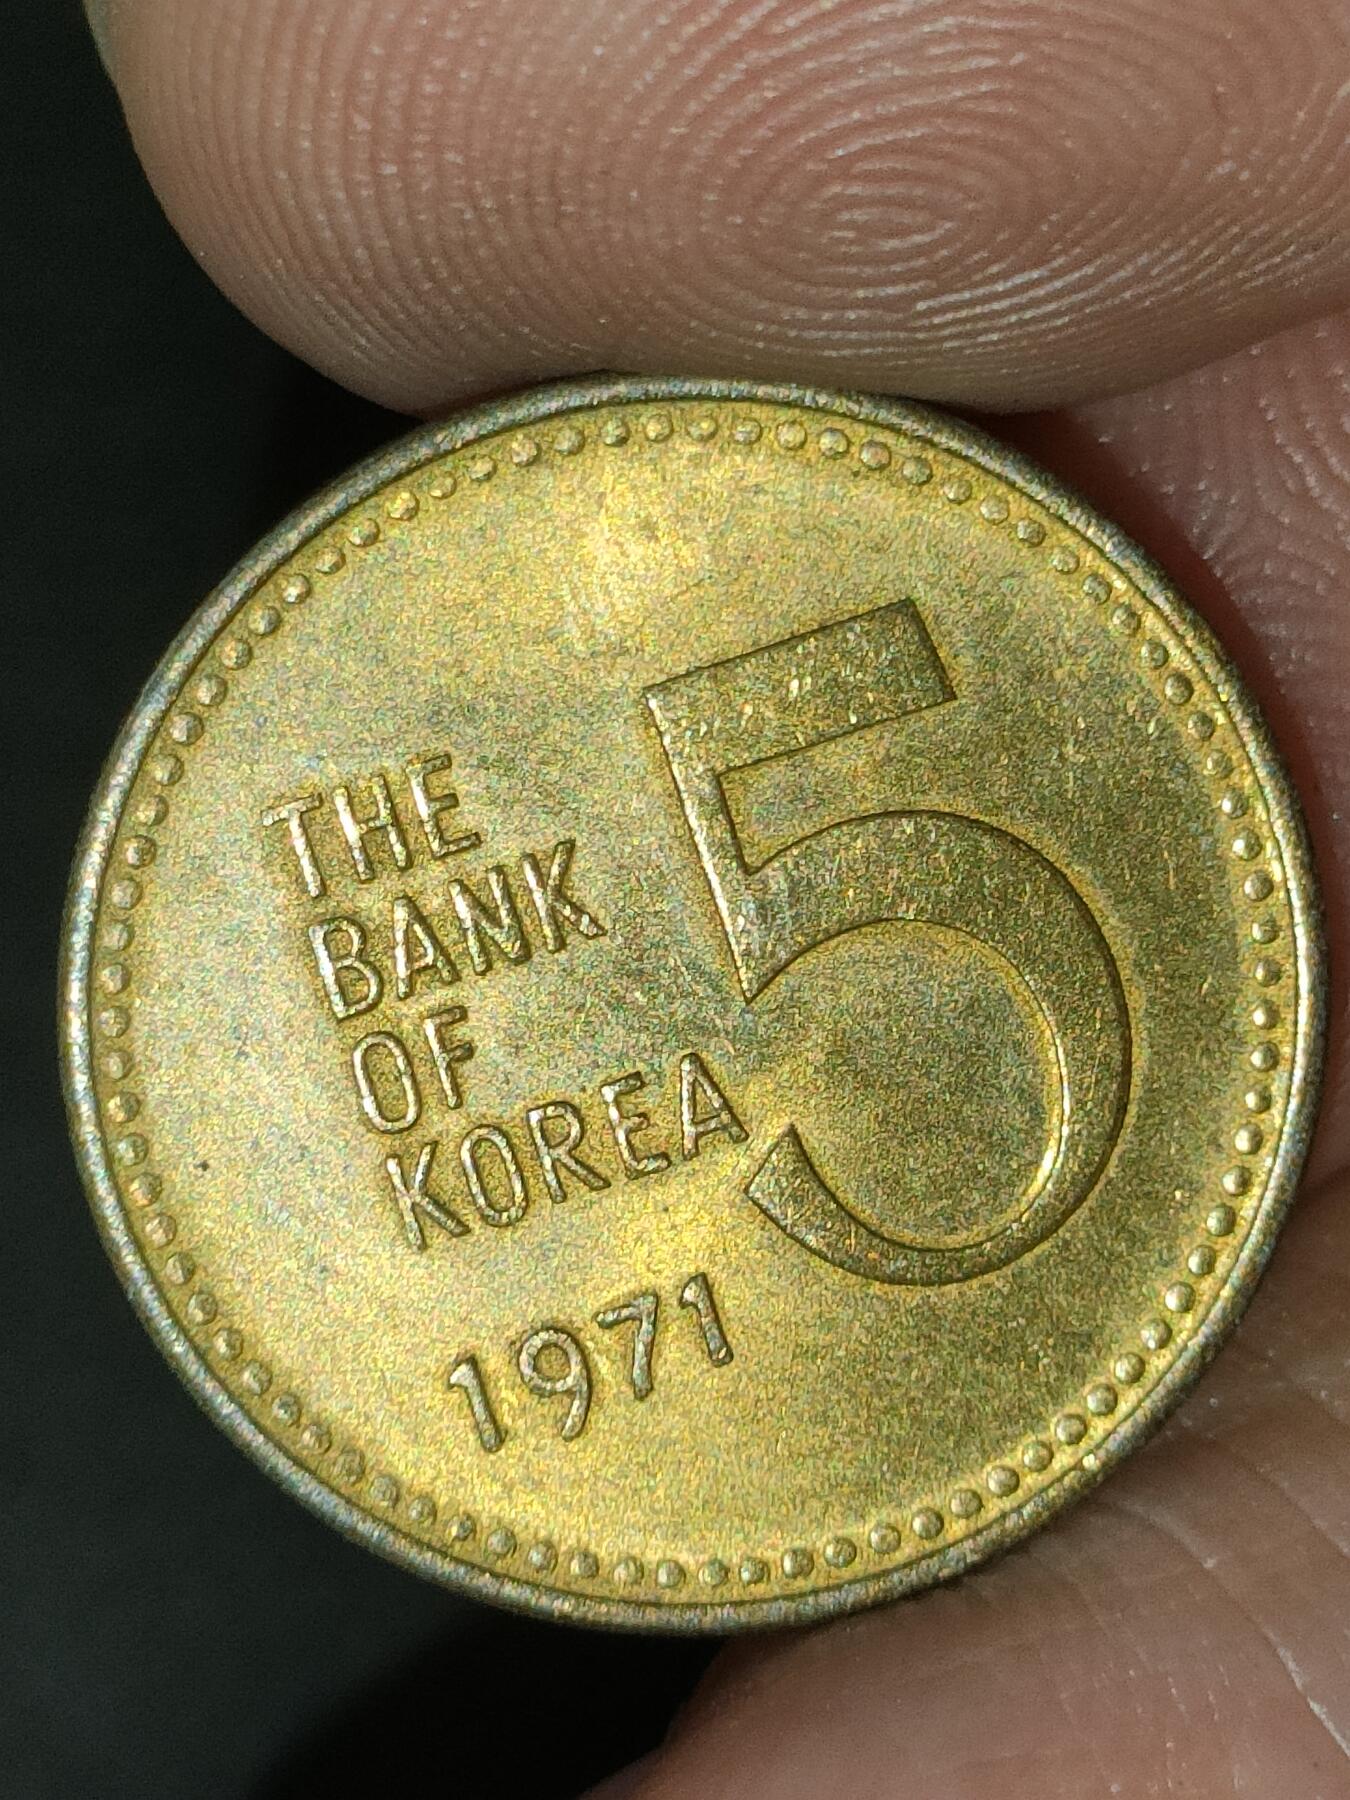 THE
BANK
OF
KOREA
5
1971